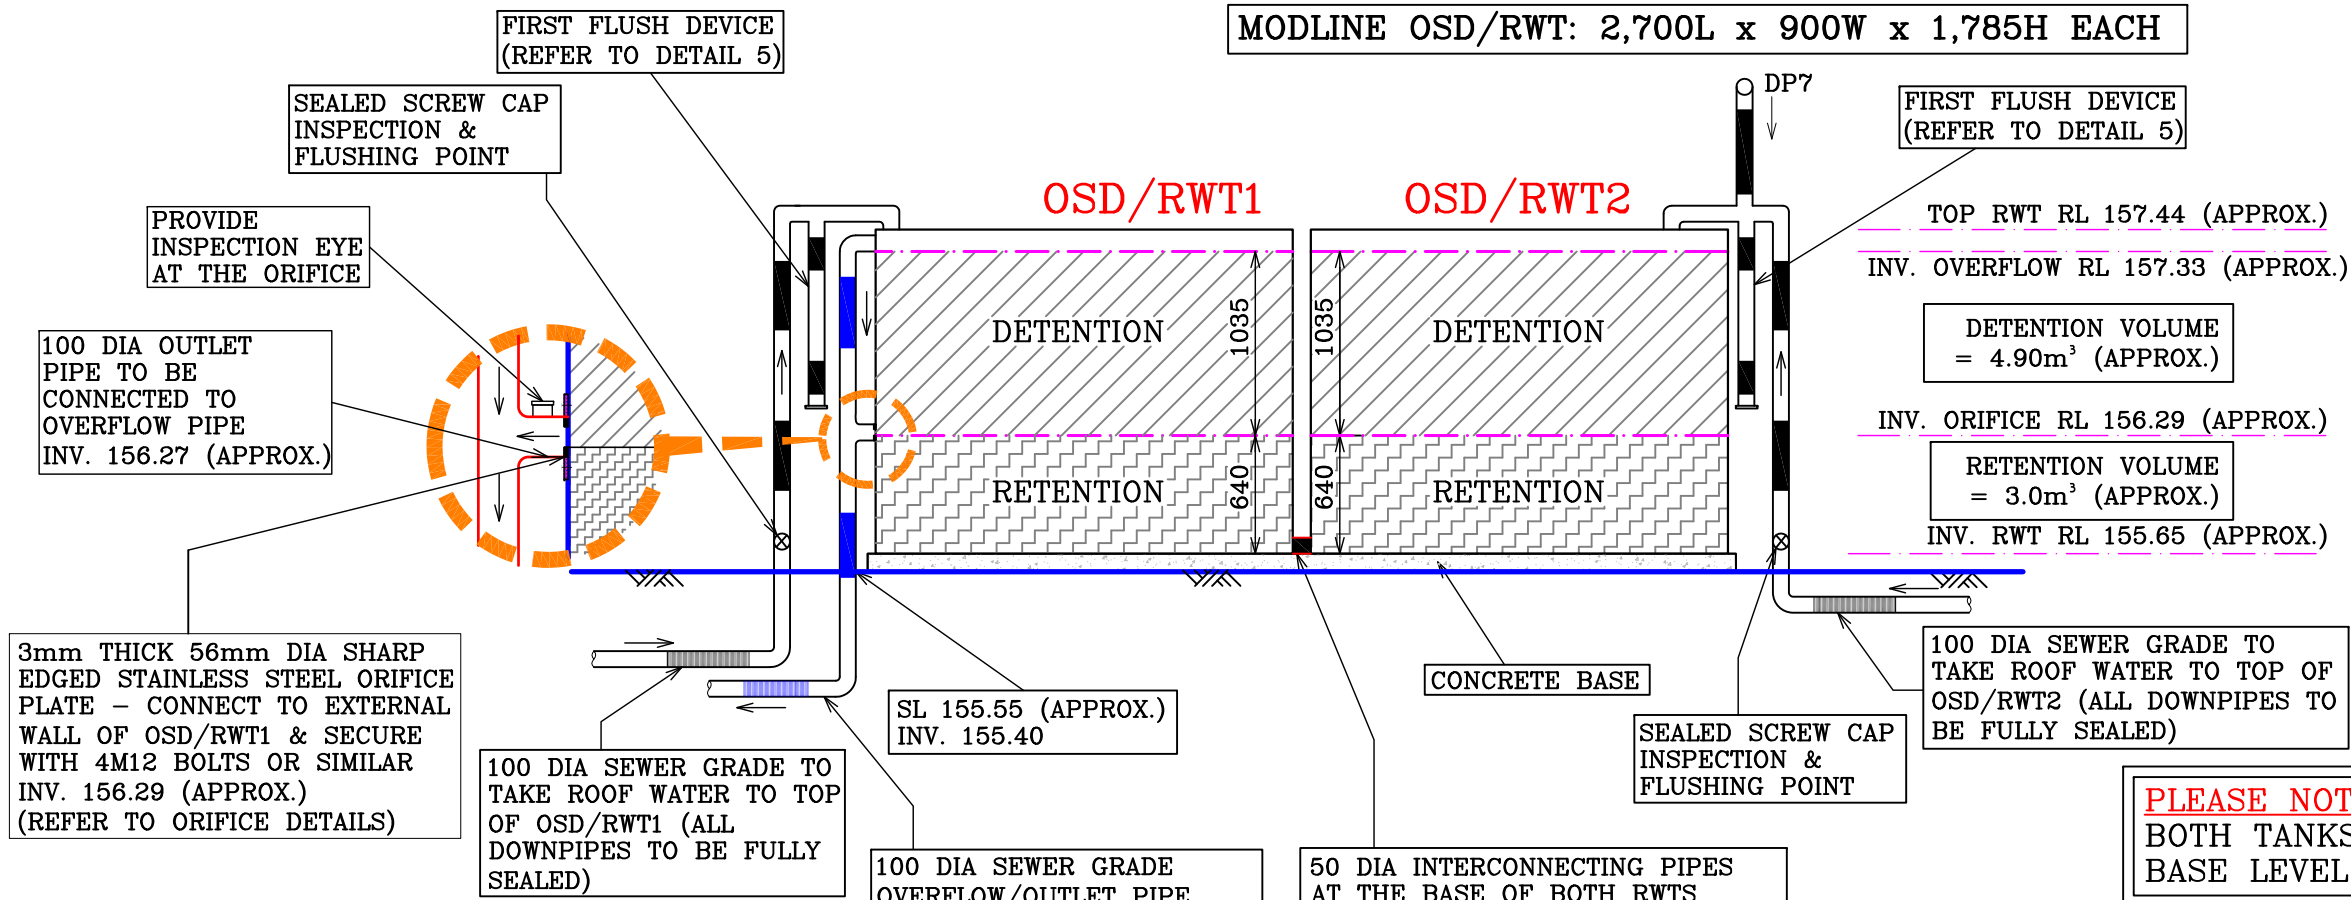 MODLINE OSD/RWT: 2,700L x 900W x 1,785H EACH
FIRST FLUSH DEVICE
(REFER TO DETAIL 5)
SEALED SCREW CAP
INSPECTION &
FLUSHING POINT
PROVIDE
INSPECTION EYE
AT THE ORIFICE
100 DIA OUTLET
PIPE TO BE
CONNECTED TO
OVERFLOW PIPE
INV. 156.27 (APPROX.)
3mm THICK 56mm DIA SHARP
EDGED STAINLESS STEEL ORIFICE
PLATE – CONNECT TO EXTERNAL
WALL OF OSD/RWT1 & SECURE
WITH 4M12 BOLTS OR SIMILAR
INV. 156.29 (APPROX.)
(REFER TO ORIFICE DETAILS)
OSD/RWT1
OSD/RWT2
DETENTION
1035
1035
DETENTION
RETENTION
640
640
RETENTION
DP7
FIRST FLUSH DEVICE
(REFER TO DETAIL 5)
TOP RWT RL 157.44 (APPROX.)
INV. OVERFLOW RL 157.33 (APPROX.)
DETENTION VOLUME
= 4.90m³ (APPROX.)
INV. ORIFICE RL 156.29 (APPROX.)
RETENTION VOLUME
= 3.0m³ (APPROX.)
INV. RWT RL 155.65 (APPROX.)
100 DIA SEWER GRADE TO
TAKE ROOF WATER TO TOP
OF OSD/RWT1 (ALL
DOWNPIPES TO BE FULLY
SEALED)
SL 155.55 (APPROX.)
INV. 155.40
CONCRETE BASE
SEALED SCREW CAP
INSPECTION &
FLUSHING POINT
100 DIA SEWER GRADE TO
TAKE ROOF WATER TO TOP OF
OSD/RWT2 (ALL DOWNPIPES TO
BE FULLY SEALED)
100 DIA SEWER GRADE
OVERFLOW/OUTLET PIPE
50 DIA INTERCONNECTING PIPES
AT THE BASE OF BOTH RWTS
PLEASE NOT
BOTH TANKS
BASE LEVEL